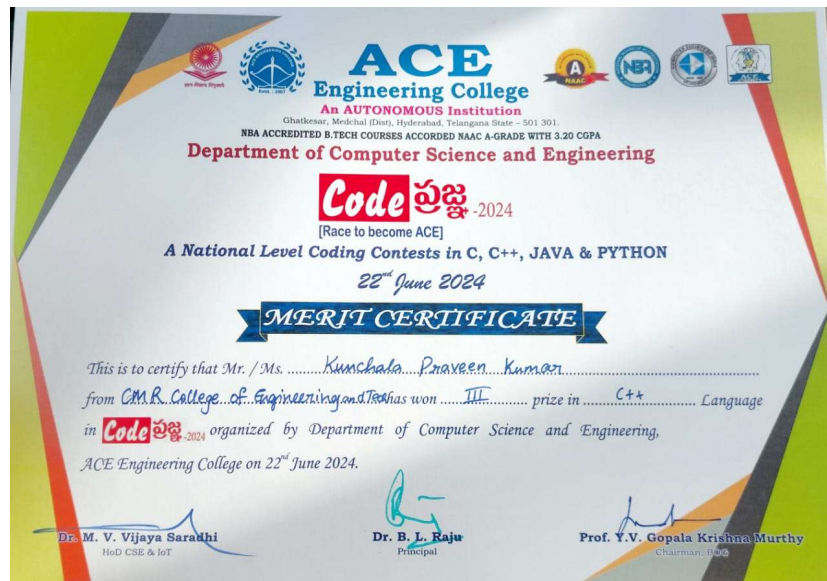 ACE
Engineering College
An AUTONOMOUS Institution
Ghatkesar, Medchal (Dist), Hyderabad, Telangana State – 501 301.
NBA ACCREDITED B.TECH COURSES ACCORDED NAAC A-GRADE WITH 3.20 CGPA
Department of Computer Science and Engineering
Code ప్రజ్ఞ -2024
[Race to become ACE]
A National Level Coding Contests in C, C++, JAVA & PYTHON
22nd June 2024
MERIT CERTIFICATE
This is to certify that Mr. / Ms. Kunchala Praveen Kumar
from CMR College of Engineering and Tech has won III prize in C++ Language
in Code ప్రజ్ఞ -2024 organized by Department of Computer Science and Engineering,
ACE Engineering College on 22nd June 2024.
Dr. M. V. Vijaya Saradhi
HoD CSE & IoT
Dr. B. L. Raju
Principal
Prof. Y.V. Gopala Krishna Murthy
Chairman, BOG
A
NAAC
NBA
ACE